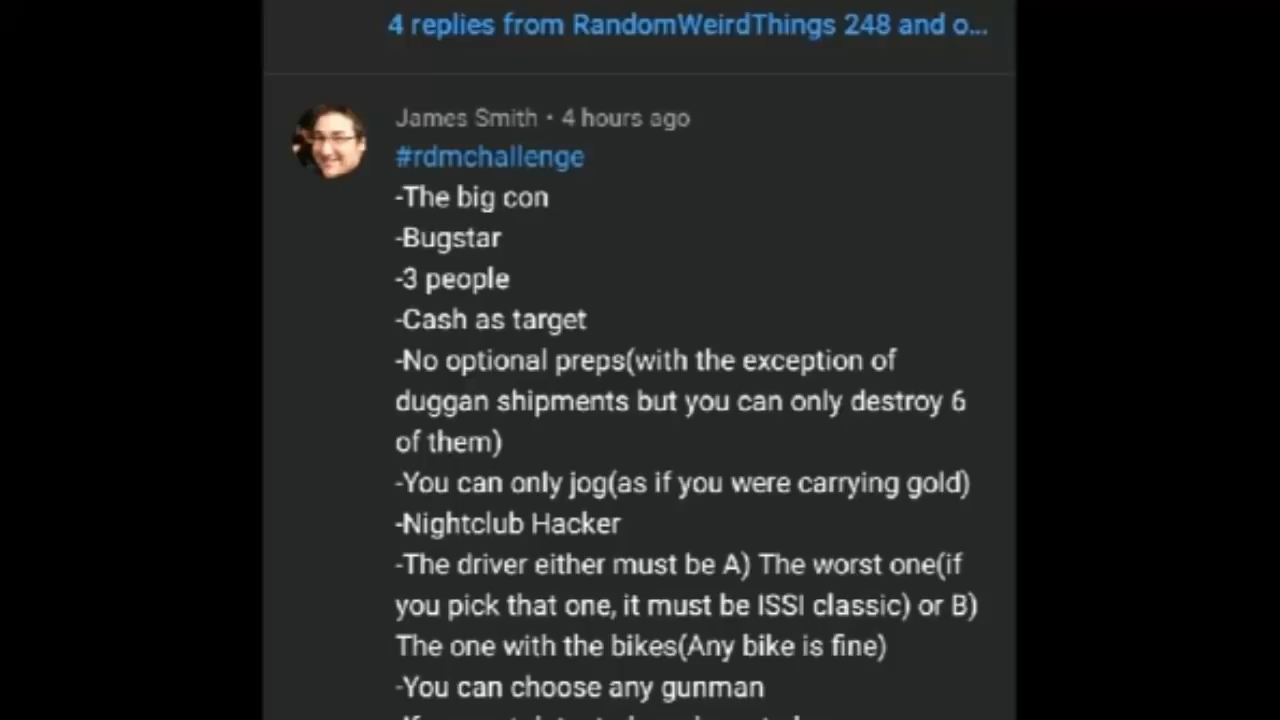 4 replies from RandomWeirdThings 248 and o...
James Smith • 4 hours ago
#rdmchallenge
-The big con
-Bugstar
-3 people
-Cash as target
-No optional preps(with the exception of
duggan shipments but you can only destroy 6
of them)
-You can only jog(as if you were carrying gold)
-Nightclub Hacker
-The driver either must be A) The worst one(if
you pick that one, it must be ISSI classic) or B)
The one with the bikes(Any bike is fine)
-You can choose any gunman